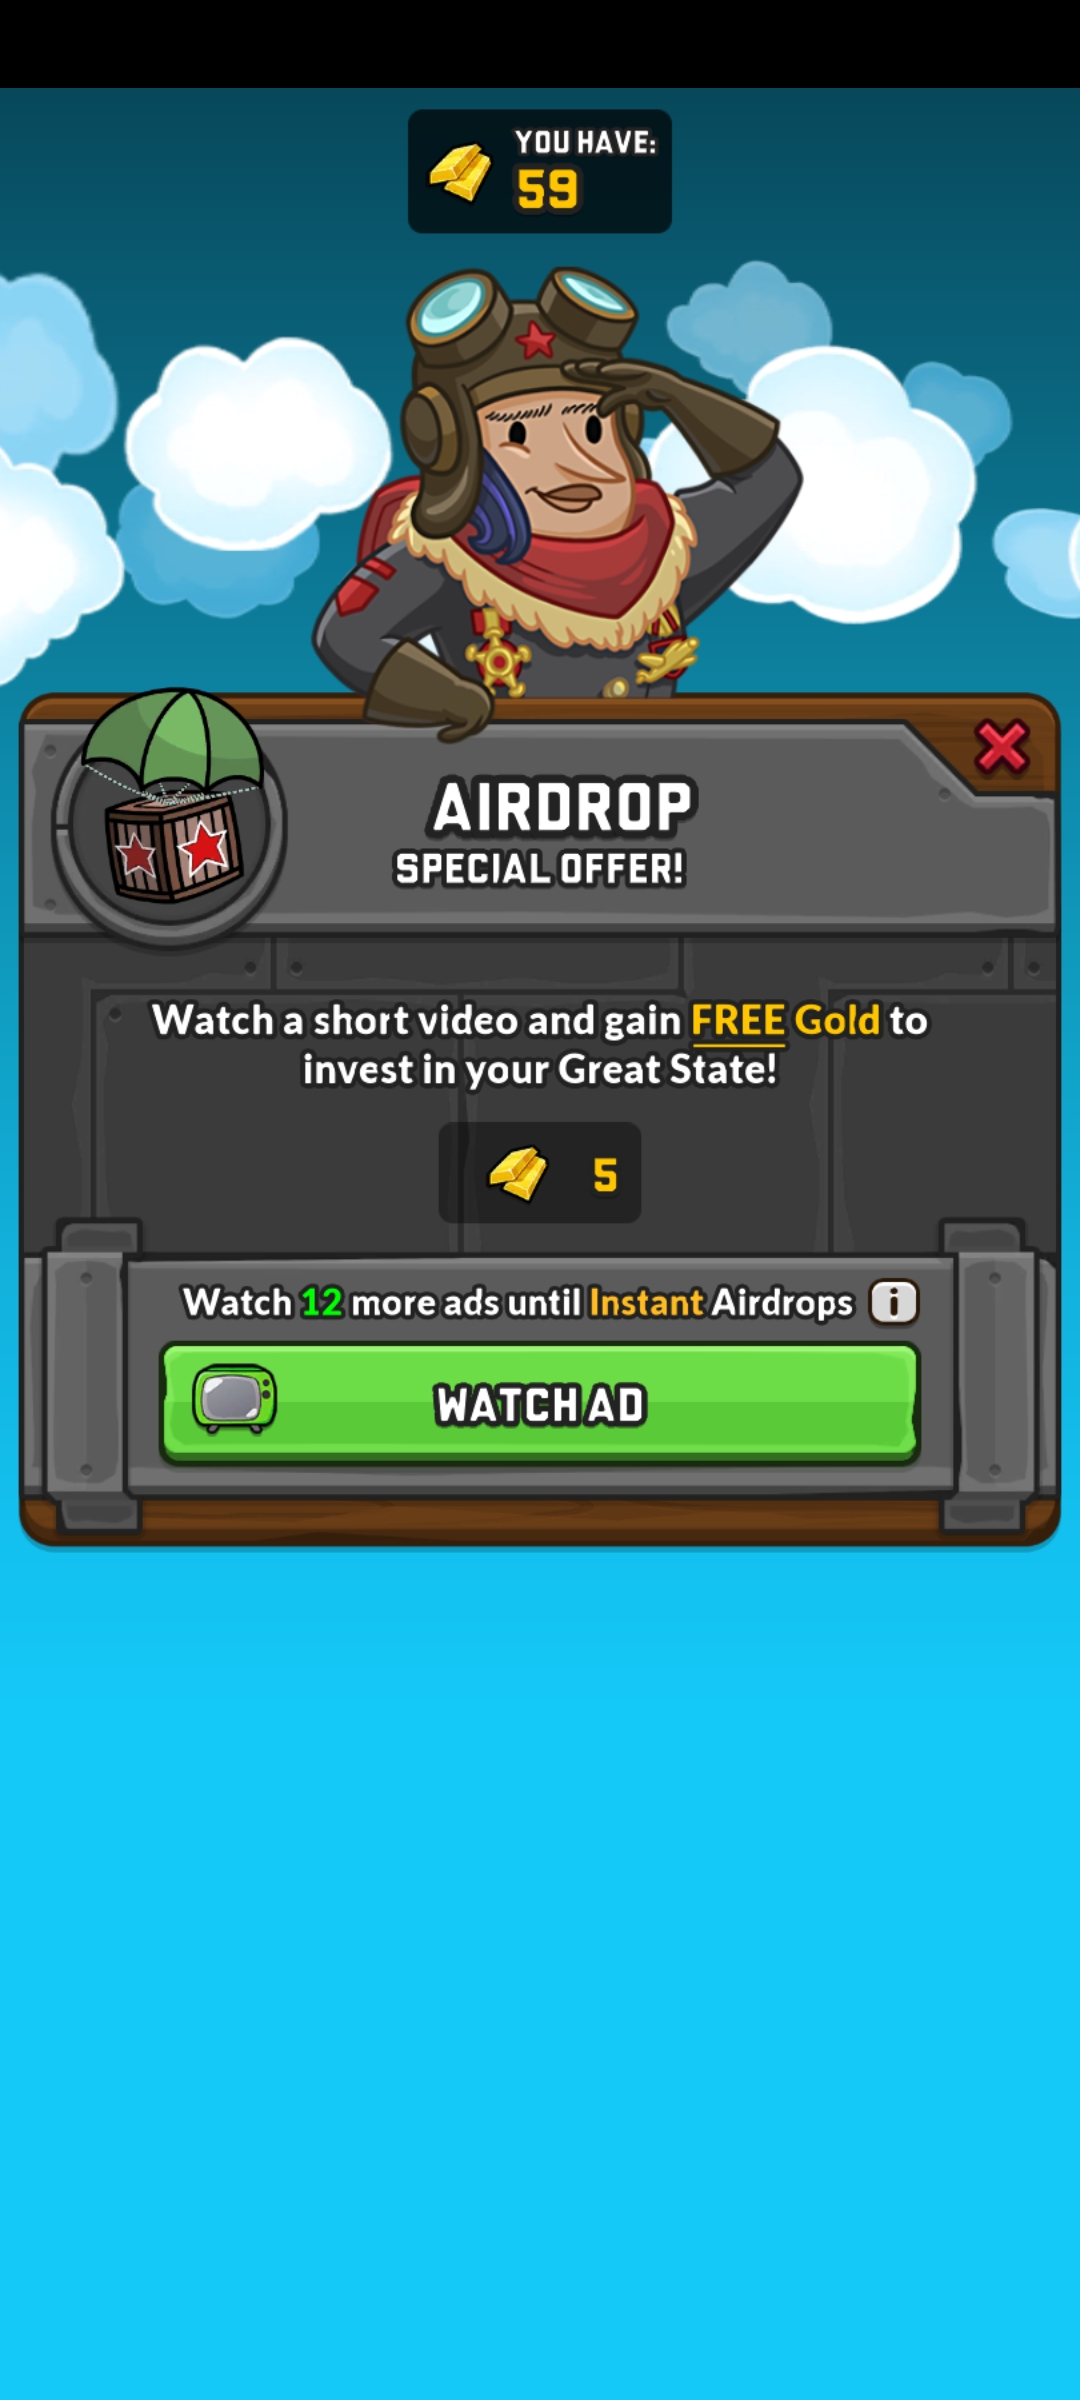 YOU HAVE:
59
AIRDROP
SPECIAL OFFER!
Watch a short video and gain FREE Gold to
invest in your Great State!
5
Watch 12 more ads until Instant Airdrops i
WATCH AD